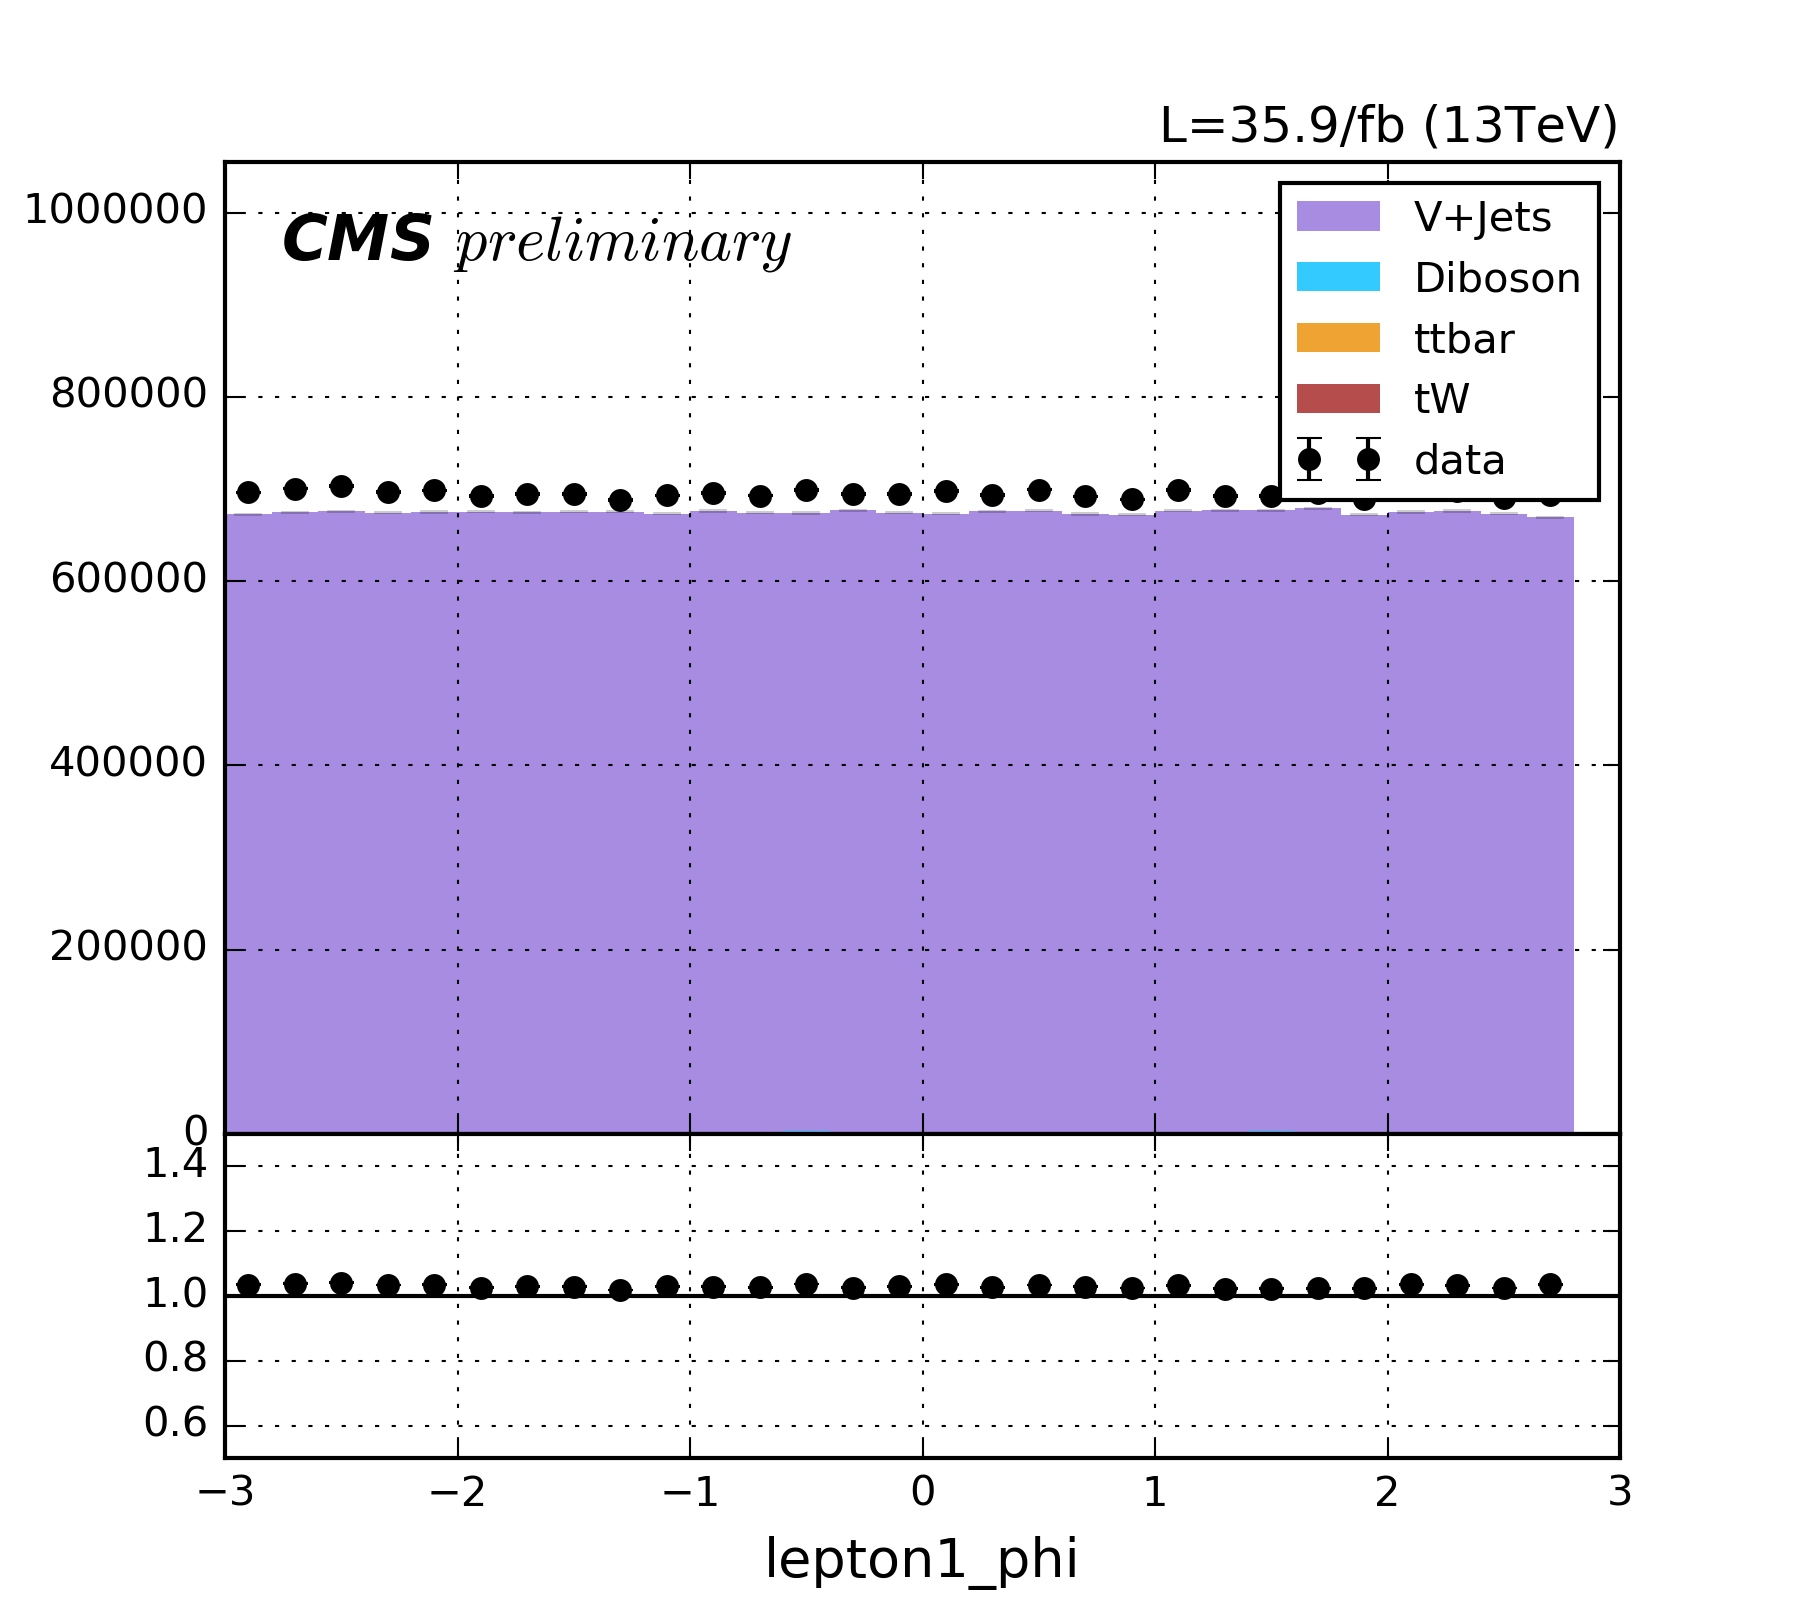 L=35.9/fb (13TeV)
CMS preliminary
V+Jets
Diboson
ttbar
tW
data
1000000
800000
600000
400000
200000
0
1.4
1.2
1.0
0.8
0.6
−3 −2 −1 0 1 2 3
lepton1_phi